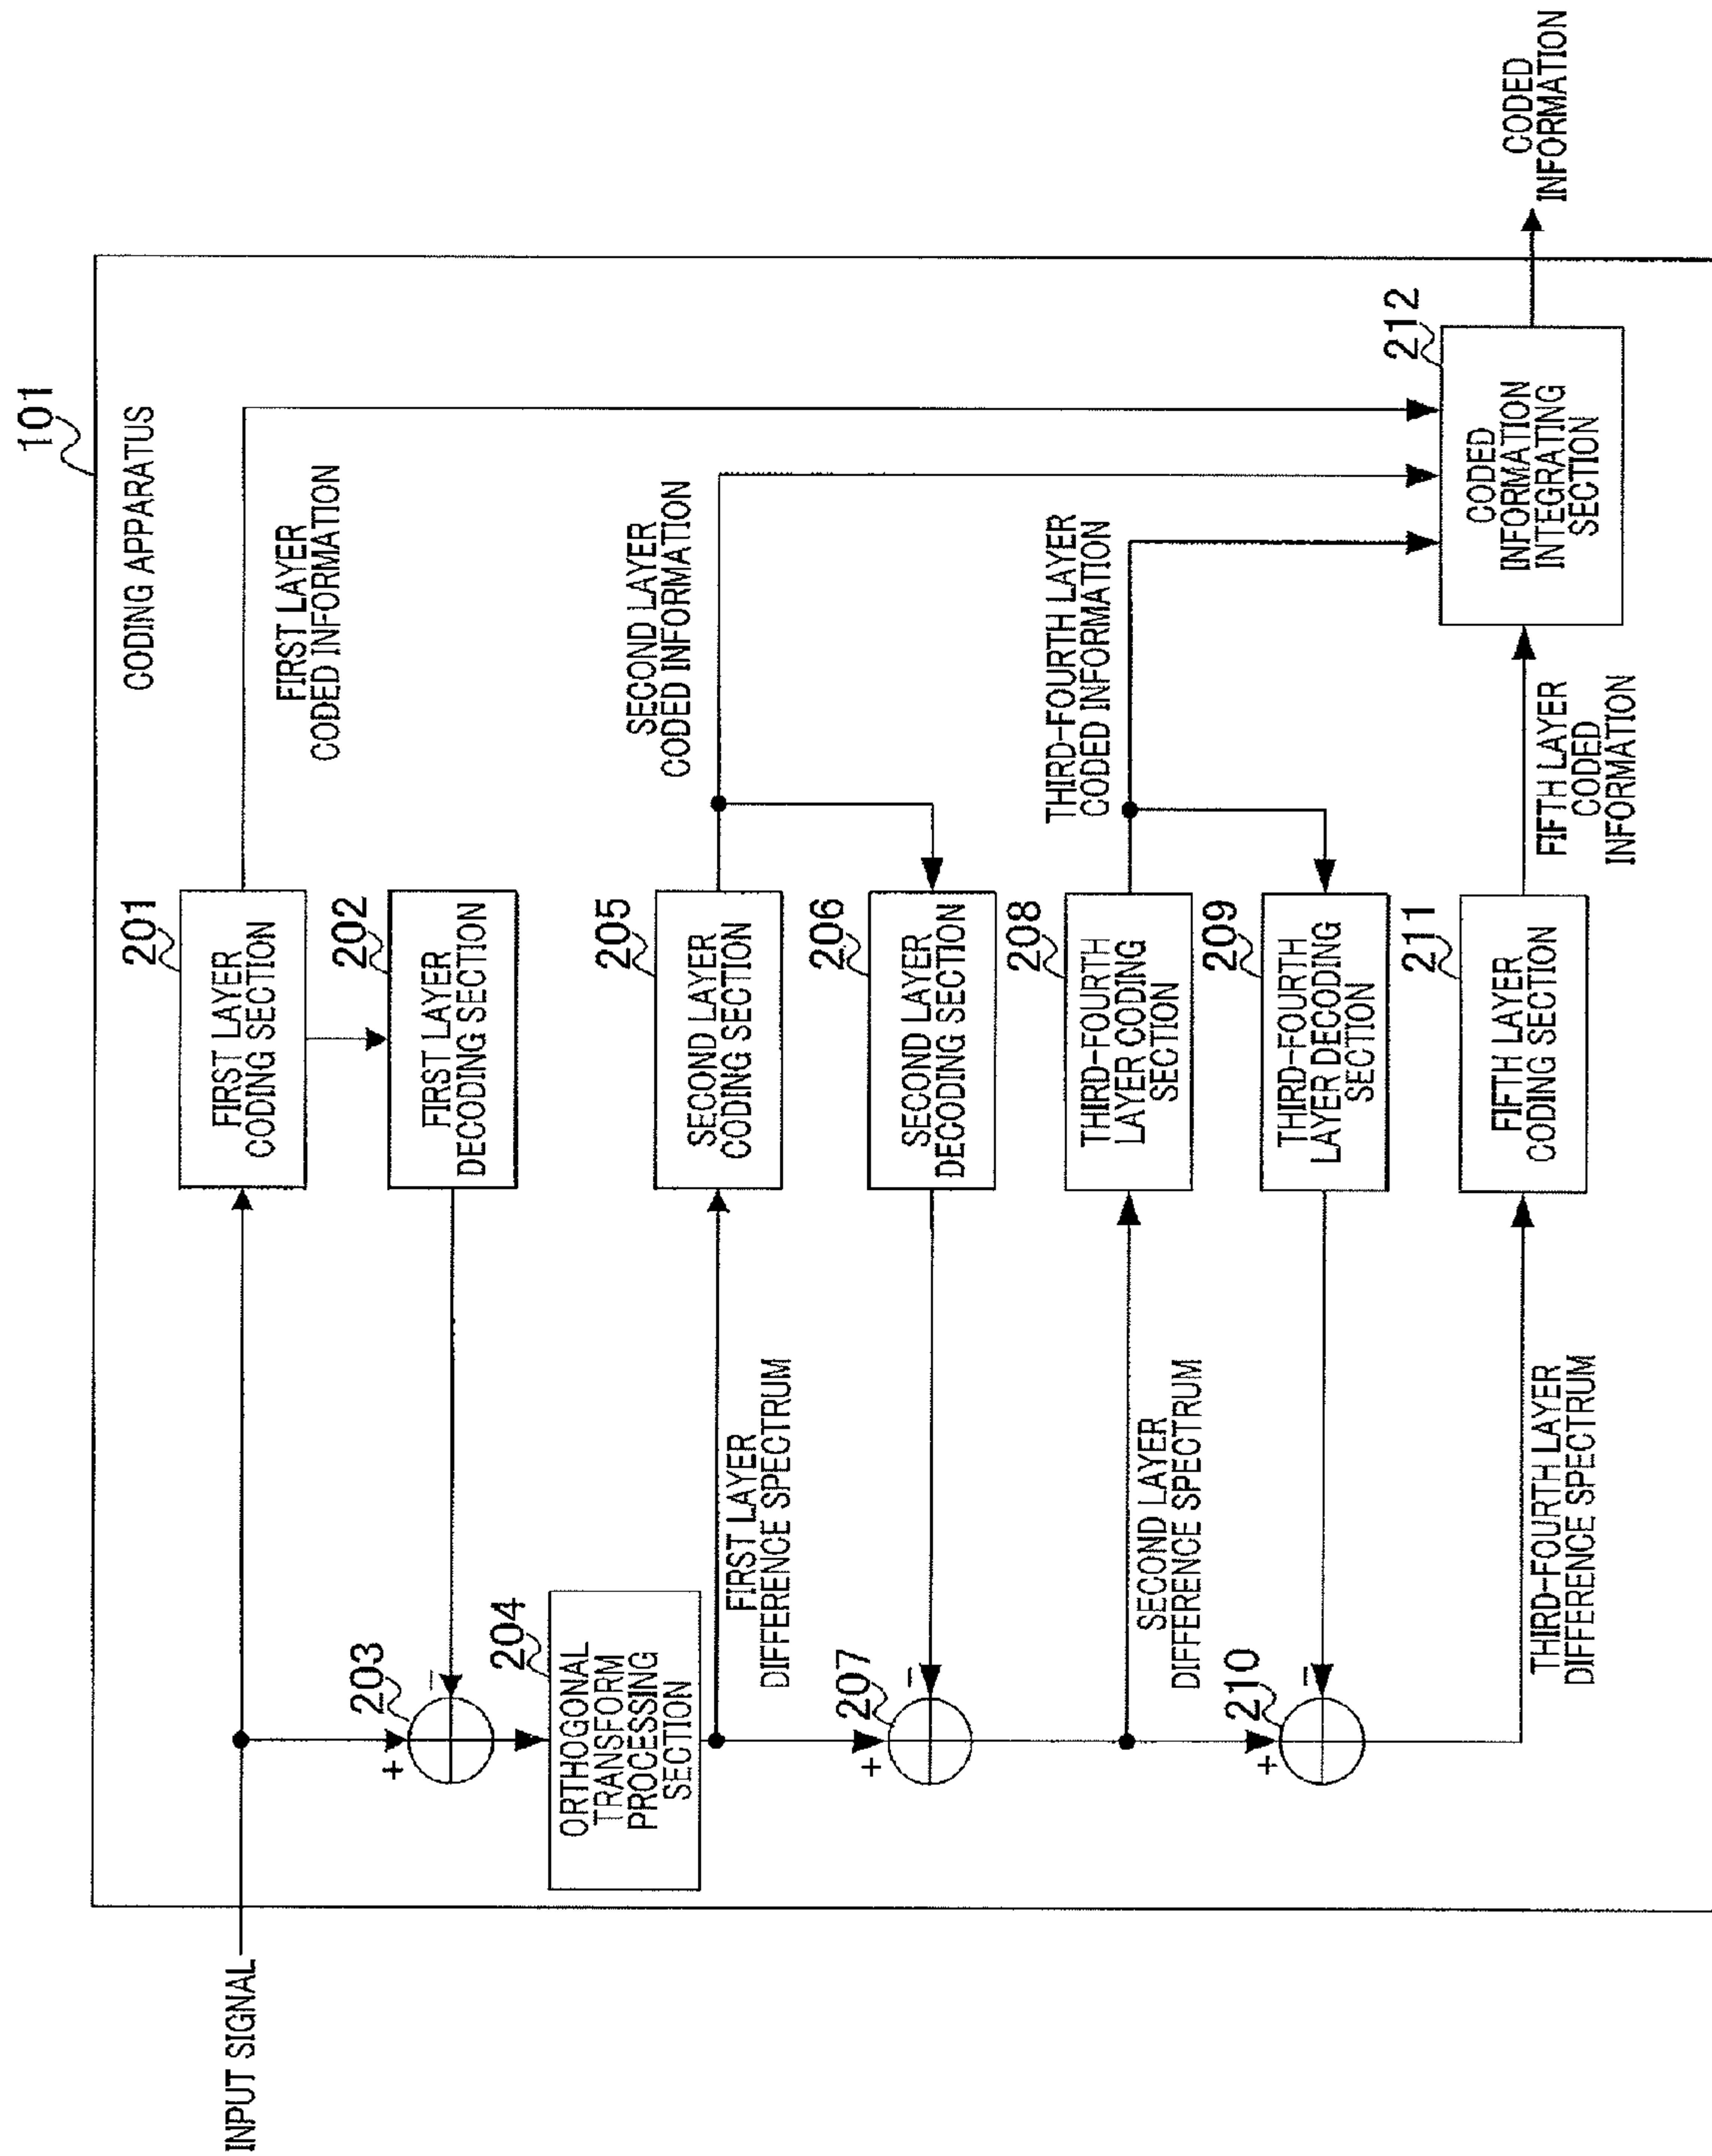 101
CODING APPARATUS
INPUT SIGNAL
201
FIRST LAYER
CODING SECTION
FIRST LAYER
CODED INFORMATION
202
FIRST LAYER
DECODING SECTION
203
+
−
204
ORTHOGONAL
TRANSFORM
PROCESSING
SECTION
FIRST LAYER
DIFFERENCE SPECTRUM
205
SECOND LAYER
CODING SECTION
SECOND LAYER
CODED INFORMATION
206
SECOND LAYER
DECODING SECTION
207
+
−
SECOND LAYER
DIFFERENCE SPECTRUM
208
THIRD-FOURTH
LAYER CODING
SECTION
THIRD-FOURTH LAYER
CODED INFORMATION
209
THIRD-FOURTH
LAYER DECODING
SECTION
210
+
−
THIRD-FOURTH LAYER
DIFFERENCE SPECTRUM
211
FIFTH LAYER
CODING SECTION
FIFTH LAYER
CODED
INFORMATION
212
CODED
INFORMATION
INTEGRATING
SECTION
CODED
INFORMATION